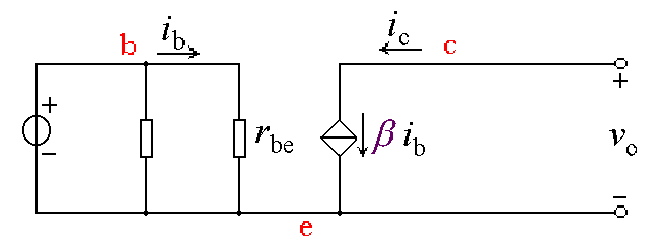 b i_b i_c c
+ − r_be β i_b + v_o −
e